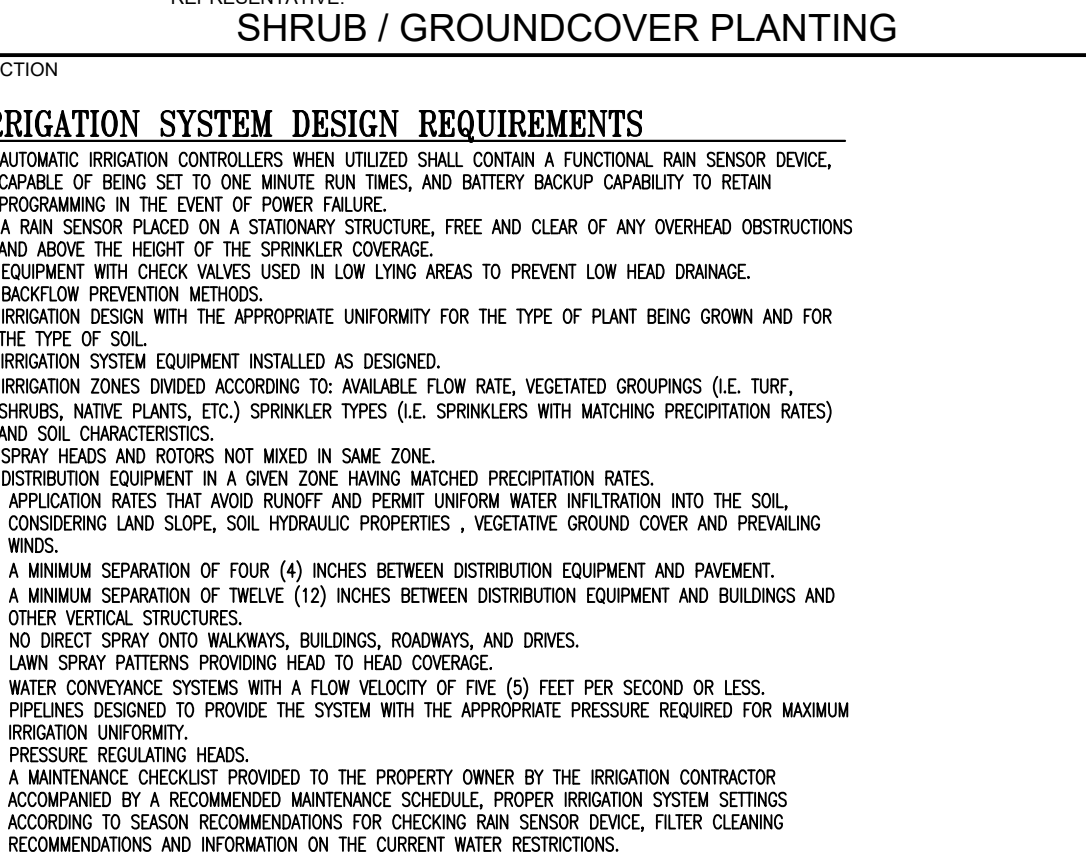 REPRESENTATIVE.
SHRUB / GROUNDCOVER PLANTING
CTION
RRIGATION SYSTEM DESIGN REQUIREMENTS
AUTOMATIC IRRIGATION CONTROLLERS WHEN UTILIZED SHALL CONTAIN A FUNCTIONAL RAIN SENSOR DEVICE,
CAPABLE OF BEING SET TO ONE MINUTE RUN TIMES, AND BATTERY BACKUP CAPABILITY TO RETAIN
PROGRAMMING IN THE EVENT OF POWER FAILURE.
A RAIN SENSOR PLACED ON A STATIONARY STRUCTURE, FREE AND CLEAR OF ANY OVERHEAD OBSTRUCTIONS
AND ABOVE THE HEIGHT OF THE SPRINKLER COVERAGE.
EQUIPMENT WITH CHECK VALVES USED IN LOW LYING AREAS TO PREVENT LOW HEAD DRAINAGE.
BACKFLOW PREVENTION METHODS.
IRRIGATION DESIGN WITH THE APPROPRIATE UNIFORMITY FOR THE TYPE OF PLANT BEING GROWN AND FOR
THE TYPE OF SOIL.
IRRIGATION SYSTEM EQUIPMENT INSTALLED AS DESIGNED.
IRRIGATION ZONES DIVIDED ACCORDING TO: AVAILABLE FLOW RATE, VEGETATED GROUPINGS (I.E. TURF,
SHRUBS, NATIVE PLANTS, ETC.) SPRINKLER TYPES (I.E. SPRINKLERS WITH MATCHING PRECIPITATION RATES)
AND SOIL CHARACTERISTICS.
SPRAY HEADS AND ROTORS NOT MIXED IN SAME ZONE.
DISTRIBUTION EQUIPMENT IN A GIVEN ZONE HAVING MATCHED PRECIPITATION RATES.
APPLICATION RATES THAT AVOID RUNOFF AND PERMIT UNIFORM WATER INFILTRATION INTO THE SOIL,
CONSIDERING LAND SLOPE, SOIL HYDRAULIC PROPERTIES , VEGETATIVE GROUND COVER AND PREVAILING
WINDS.
A MINIMUM SEPARATION OF FOUR (4) INCHES BETWEEN DISTRIBUTION EQUIPMENT AND PAVEMENT.
A MINIMUM SEPARATION OF TWELVE (12) INCHES BETWEEN DISTRIBUTION EQUIPMENT AND BUILDINGS AND
OTHER VERTICAL STRUCTURES.
NO DIRECT SPRAY ONTO WALKWAYS, BUILDINGS, ROADWAYS, AND DRIVES.
LAWN SPRAY PATTERNS PROVIDING HEAD TO HEAD COVERAGE.
WATER CONVEYANCE SYSTEMS WITH A FLOW VELOCITY OF FIVE (5) FEET PER SECOND OR LESS.
PIPELINES DESIGNED TO PROVIDE THE SYSTEM WITH THE APPROPRIATE PRESSURE REQUIRED FOR MAXIMUM
IRRIGATION UNIFORMITY.
PRESSURE REGULATING HEADS.
A MAINTENANCE CHECKLIST PROVIDED TO THE PROPERTY OWNER BY THE IRRIGATION CONTRACTOR
ACCOMPANIED BY A RECOMMENDED MAINTENANCE SCHEDULE, PROPER IRRIGATION SYSTEM SETTINGS
ACCORDING TO SEASON RECOMMENDATIONS FOR CHECKING RAIN SENSOR DEVICE, FILTER CLEANING
RECOMMENDATIONS AND INFORMATION ON THE CURRENT WATER RESTRICTIONS.